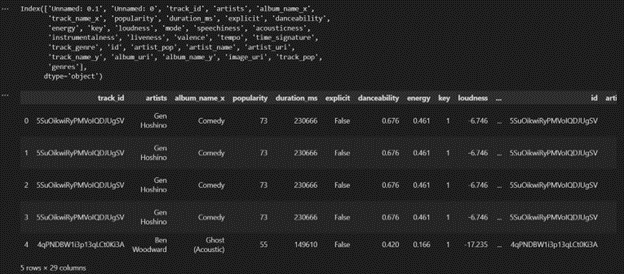 Index(['Unnamed: 0.1', 'Unnamed: 0', 'track_id', 'artists', 'album_name_x',
'track_name_x', 'popularity', 'duration_ms', 'explicit', 'danceability',
'energy', 'key', 'loudness', 'mode', 'speechiness', 'acousticness',
'instrumentalness', 'liveness', 'valence', 'tempo', 'time_signature',
'track_genre', 'id', 'artist_pop', 'artist_name', 'artist_uri',
'track_name_y', 'album_uri', 'album_name_y', 'image_uri', 'track_pop',
'genres'],
dtype='object')
track_id artists album_name_x popularity duration_ms explicit danceability energy key loudness ... id arti
0 5SuOikwiRyPMVoIQDJUgSV Gen Hoshino Comedy 73 230666 False 0.676 0.461 1 -6.746 ... 5SuOikwiRyPMVoIQDJUgSV
1 5SuOikwiRyPMVoIQDJUgSV Gen Hoshino Comedy 73 230666 False 0.676 0.461 1 -6.746 ... 5SuOikwiRyPMVoIQDJUgSV
2 5SuOikwiRyPMVoIQDJUgSV Gen Hoshino Comedy 73 230666 False 0.676 0.461 1 -6.746 ... 5SuOikwiRyPMVoIQDJUgSV
3 5SuOikwiRyPMVoIQDJUgSV Gen Hoshino Comedy 73 230666 False 0.676 0.461 1 -6.746 ... 5SuOikwiRyPMVoIQDJUgSV
4 4qPNDBW1i3p13qLCt0Ki3A Ben Woodward Ghost (Acoustic) 55 149610 False 0.420 0.166 1 -17.235 ... 4qPNDBW1i3p13qLCt0Ki3A
5 rows × 29 columns